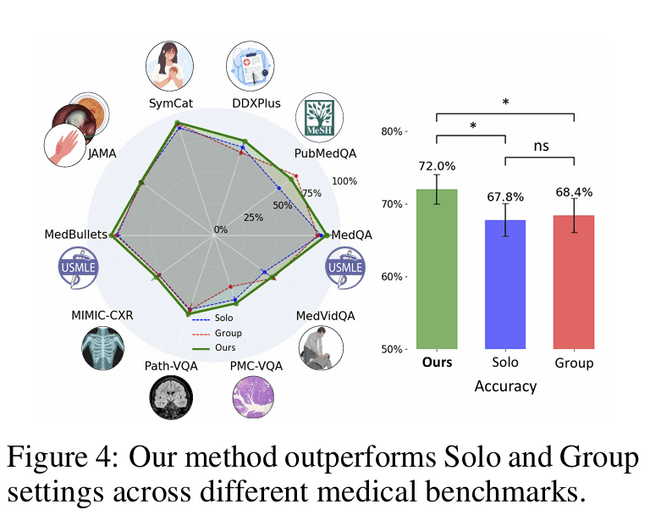 SymCat
DDXPlus
MeSH
PubMedQA
JAMA
100%
75%
50%
25%
0%
MedBullets
MedQA
USMLE
USMLE
MIMIC-CXR
MedVidQA
Solo
Group
Ours
Path-VQA
PMC-VQA
80%
70%
60%
50%
*
*
ns
72.0%
67.8%
68.4%
Ours
Solo
Group
Accuracy
Figure 4: Our method outperforms Solo and Group
settings across different medical benchmarks.